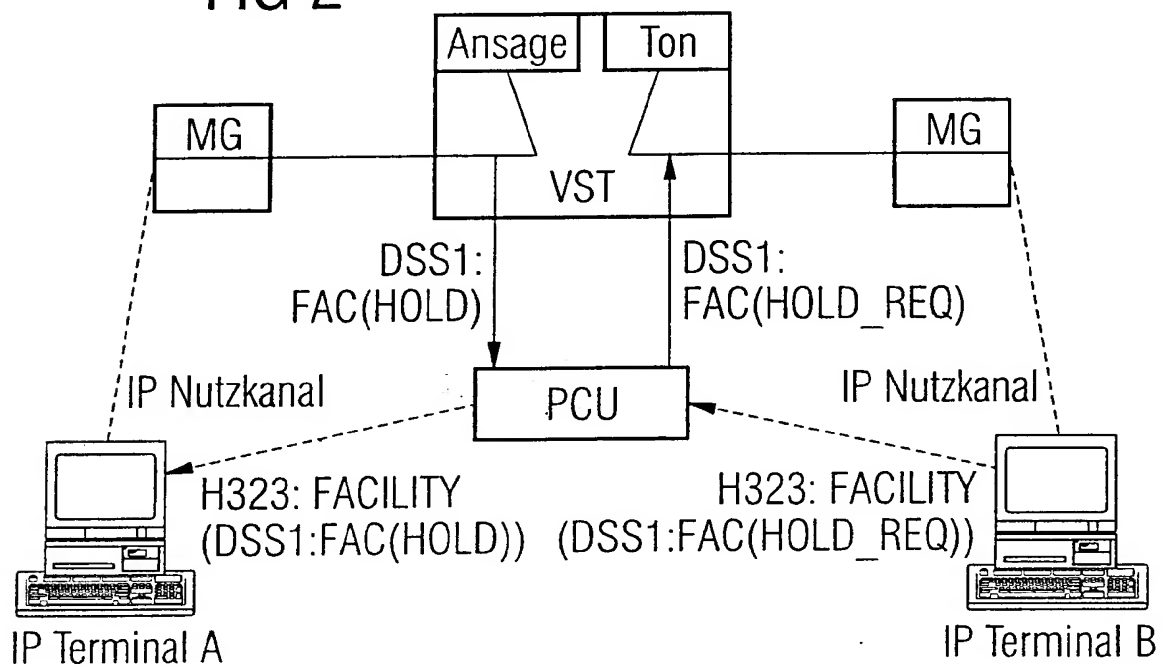 FIG 2
Ansage
Ton
MG
MG
VST
DSS1:
FAC(HOLD)
DSS1:
FAC(HOLD_REQ)
IP Nutzkanal
PCU
IP Nutzkanal
H323: FACILITY
(DSS1:FAC(HOLD))
H323: FACILITY
(DSS1:FAC(HOLD_REQ))
IP Terminal A
IP Terminal B